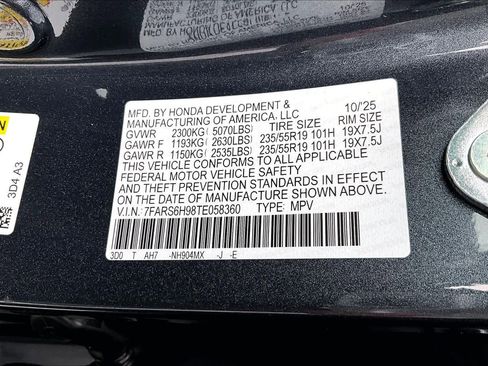 MFD. BY HONDA DEVELOPMENT & 10/'25
MANUFACTURING OF AMERICA, LLC
GVWR 2300KG( 5070LBS) TIRE SIZE RIM SIZE
GAWR F 1193KG( 2630LBS) 235/55R19 101H 19X7.5J
GAWR R 1150KG( 2535LBS) 235/55R19 101H 19X7.5J
THIS VEHICLE CONFORMS TO ALL APPLICABLE
FEDERAL MOTOR VEHICLE SAFETY
AND THEFT PREVENTION STANDARDS IN EFFECT
ON THE DATE OF MANUFACTURE SHOWN ABOVE.
V.I.N.: 7FARS6H98TE058360 TYPE: MPV
3D0 T AH7 -NH904MX -J -E
3D4 A3